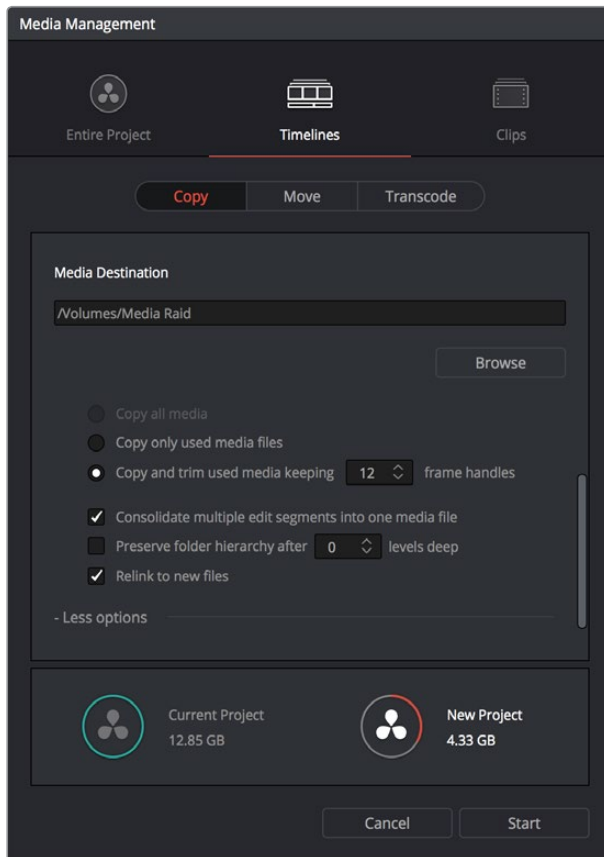 Media Management
Entire Project
Timelines
Clips
Copy
Move
Transcode
Media Destination
/Volumes/Media Raid
Browse
Copy all media
Copy only used media files
Copy and trim used media keeping 12 frame handles
Consolidate multiple edit segments into one media file
Preserve folder hierarchy after 0 levels deep
Relink to new files
- Less options
Current Project
12.85 GB
New Project
4.33 GB
Cancel
Start